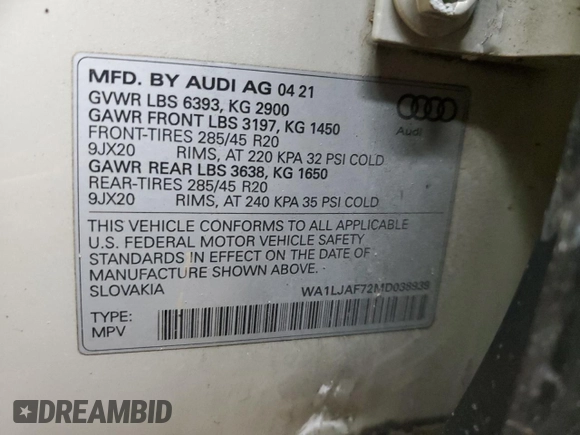 MFD. BY AUDI AG 04 21
GVWR LBS 6393, KG 2900
GAWR FRONT LBS 3197, KG 1450
FRONT-TIRES 285/45 R20
9JX20 RIMS, AT 220 KPA 32 PSI COLD
GAWR REAR LBS 3638, KG 1650
REAR-TIRES 285/45 R20
9JX20 RIMS, AT 240 KPA 35 PSI COLD
Audi
THIS VEHICLE CONFORMS TO ALL APPLICABLE
U.S. FEDERAL MOTOR VEHICLE SAFETY
STANDARDS IN EFFECT ON THE DATE OF
MANUFACTURE SHOWN ABOVE.
SLOVAKIA WA1LJAF72MD038938
TYPE:
MPV
DREAMBID